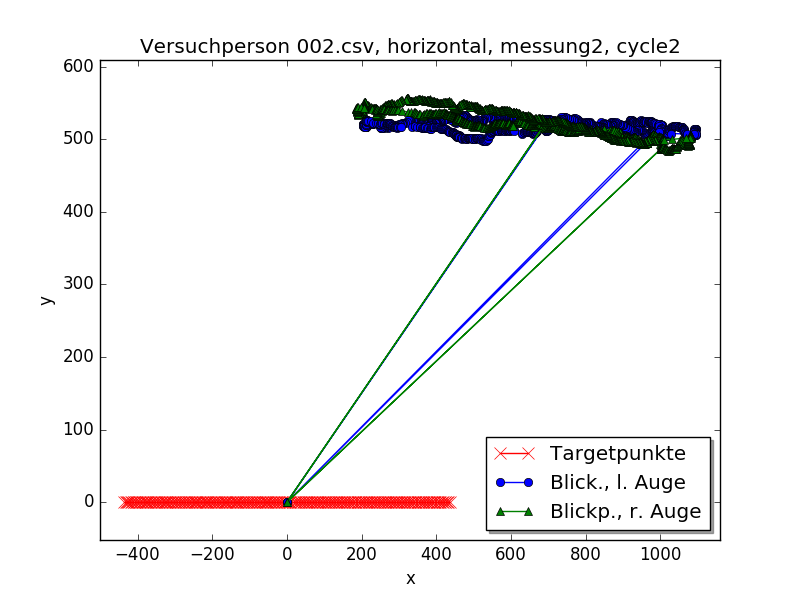 Versuchperson 002.csv, horizontal, messung2, cycle2
600
500
400
300
200
100
0
y
−400 −200 0 200 400 600 800 1000
x
Targetpunkte
Blick., l. Auge
Blickp., r. Auge